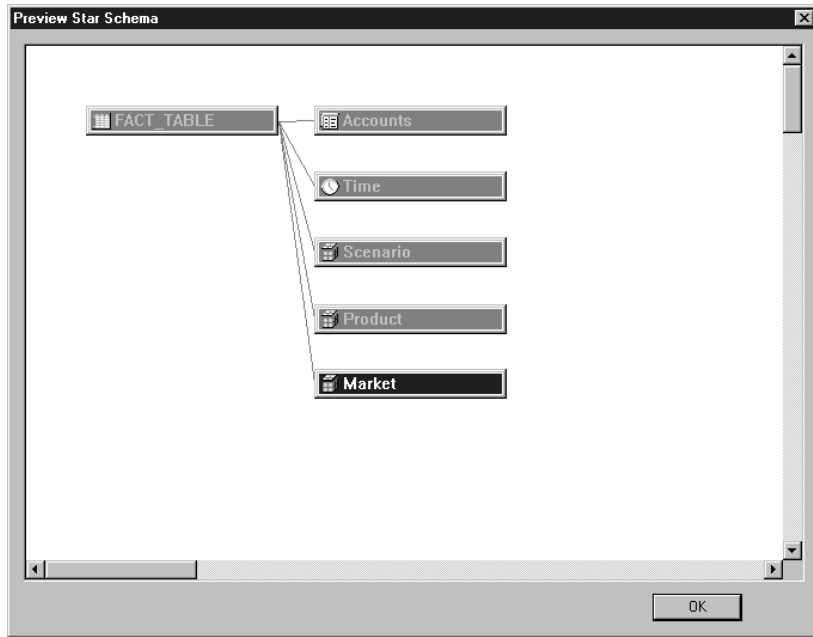 Preview Star Schema
FACT_TABLE
Accounts
Time
Scenario
Product
Market
OK